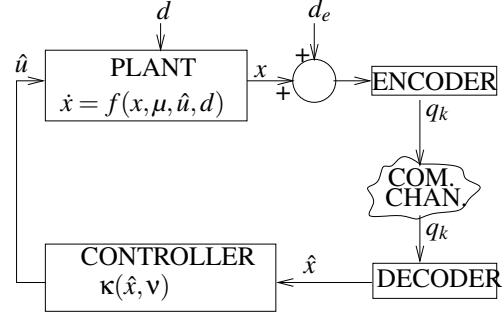 d
d_e
û
PLANT
x
+
+
ẋ = f(x, μ, û, d)
ENCODER
q_k
COM.
CHAN.
q_k
CONTROLLER
x̂
κ(x̂, ν)
DECODER